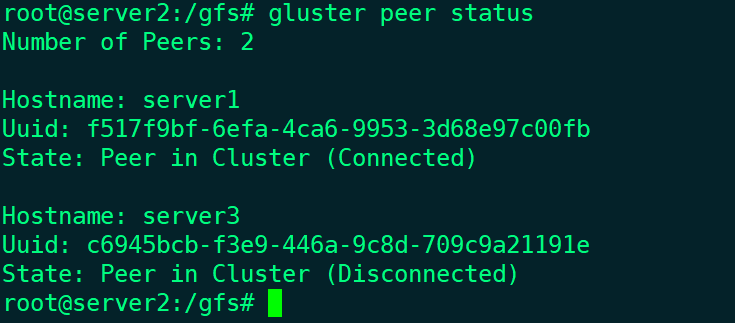 root@server2:/gfs# gluster peer status
Number of Peers: 2
Hostname: server1
Uuid: f517f9bf-6efa-4ca6-9953-3d68e97c00fb
State: Peer in Cluster (Connected)
Hostname: server3
Uuid: c6945bcb-f3e9-446a-9c8d-709c9a21191e
State: Peer in Cluster (Disconnected)
root@server2:/gfs#